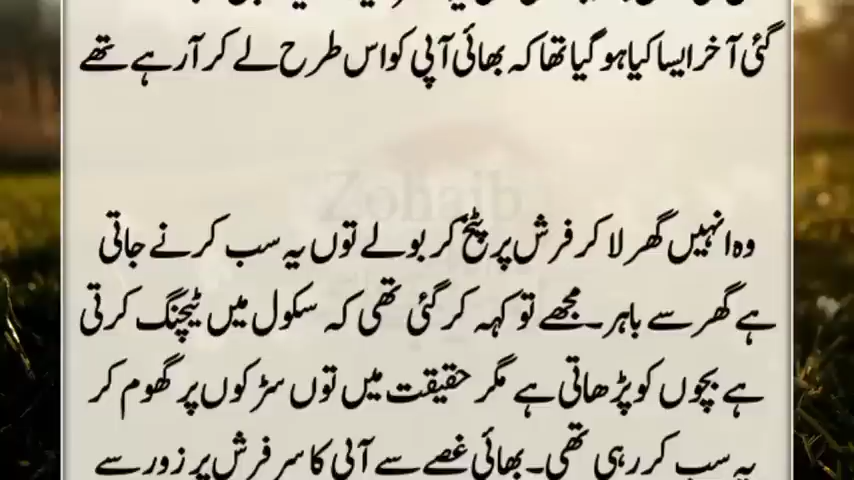 گئی آخر ایسا کیا ہو گیا تھا کہ بھائی آپی کو اس طرح لے کر آ رہے تھے
Zohaib
وہ انہیں گھر لا کر فرش پر پٹخ کر بولے توں یہ سب کرنے جاتی
ہے گھر سے باہر۔ مجھے تو کہہ کر گئی تھی کہ سکول میں ٹیچنگ کرتی
ہے بچوں کو پڑھاتی ہے مگر حقیقت میں توں سڑکوں پر گھوم کر
یہ سب کر رہی تھی۔ بھائی غصے سے آپی کا سر فرش پر زور سے